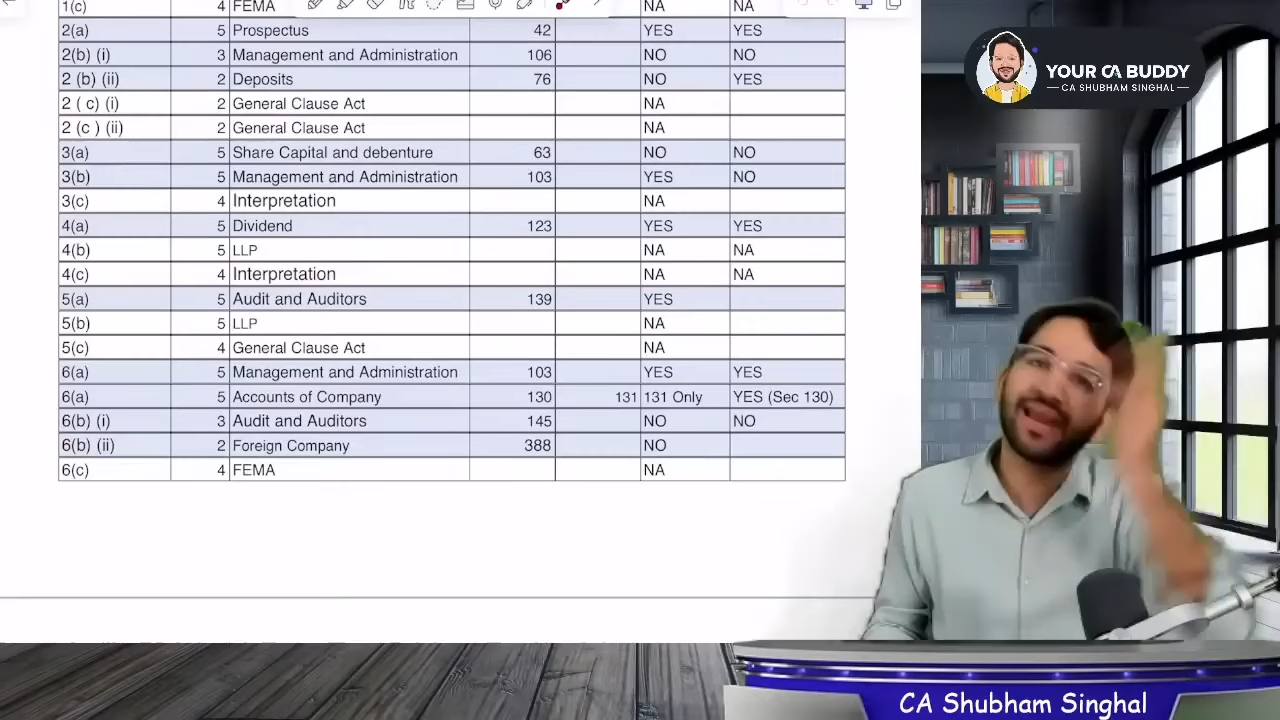 1(c) 4 FEMA NA NA
2(a) 5 Prospectus 42 YES YES
2(b) (i) 3 Management and Administration 106 NO NO
2 (b) (ii) 2 Deposits 76 NO YES
2 ( c) (i) 2 General Clause Act NA
2 (c ) (ii) 2 General Clause Act NA
3(a) 5 Share Capital and debenture 63 NO NO
3(b) 5 Management and Administration 103 YES NO
3(c) 4 Interpretation NA
4(a) 5 Dividend 123 YES YES
4(b) 5 LLP NA NA
4(c) 4 Interpretation NA NA
5(a) 5 Audit and Auditors 139 YES
5(b) 5 LLP NA
5(c) 4 General Clause Act NA
6(a) 5 Management and Administration 103 YES YES
6(a) 5 Accounts of Company 130 131 131 Only YES (Sec 130)
6(b) (i) 3 Audit and Auditors 145 NO NO
6(b) (ii) 2 Foreign Company 388 NO
6(c) 4 FEMA NA
YOUR CA BUDDY
CA SHUBHAM SINGHAL
CA Shubham Singhal